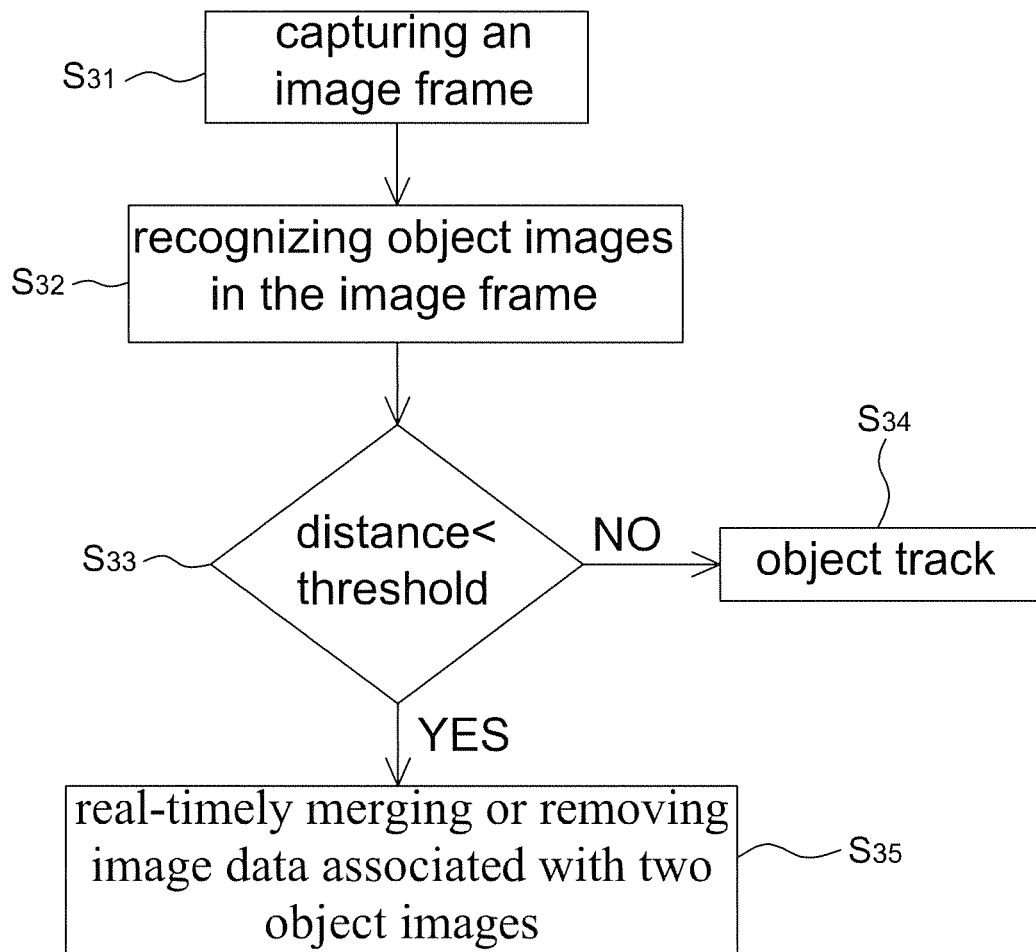 capturing an
image frame
S31
recognizing object images
in the image frame
S32
S34
distance<
threshold
S33
NO
object track
YES
real-timely merging or removing
image data associated with two
object images
S35